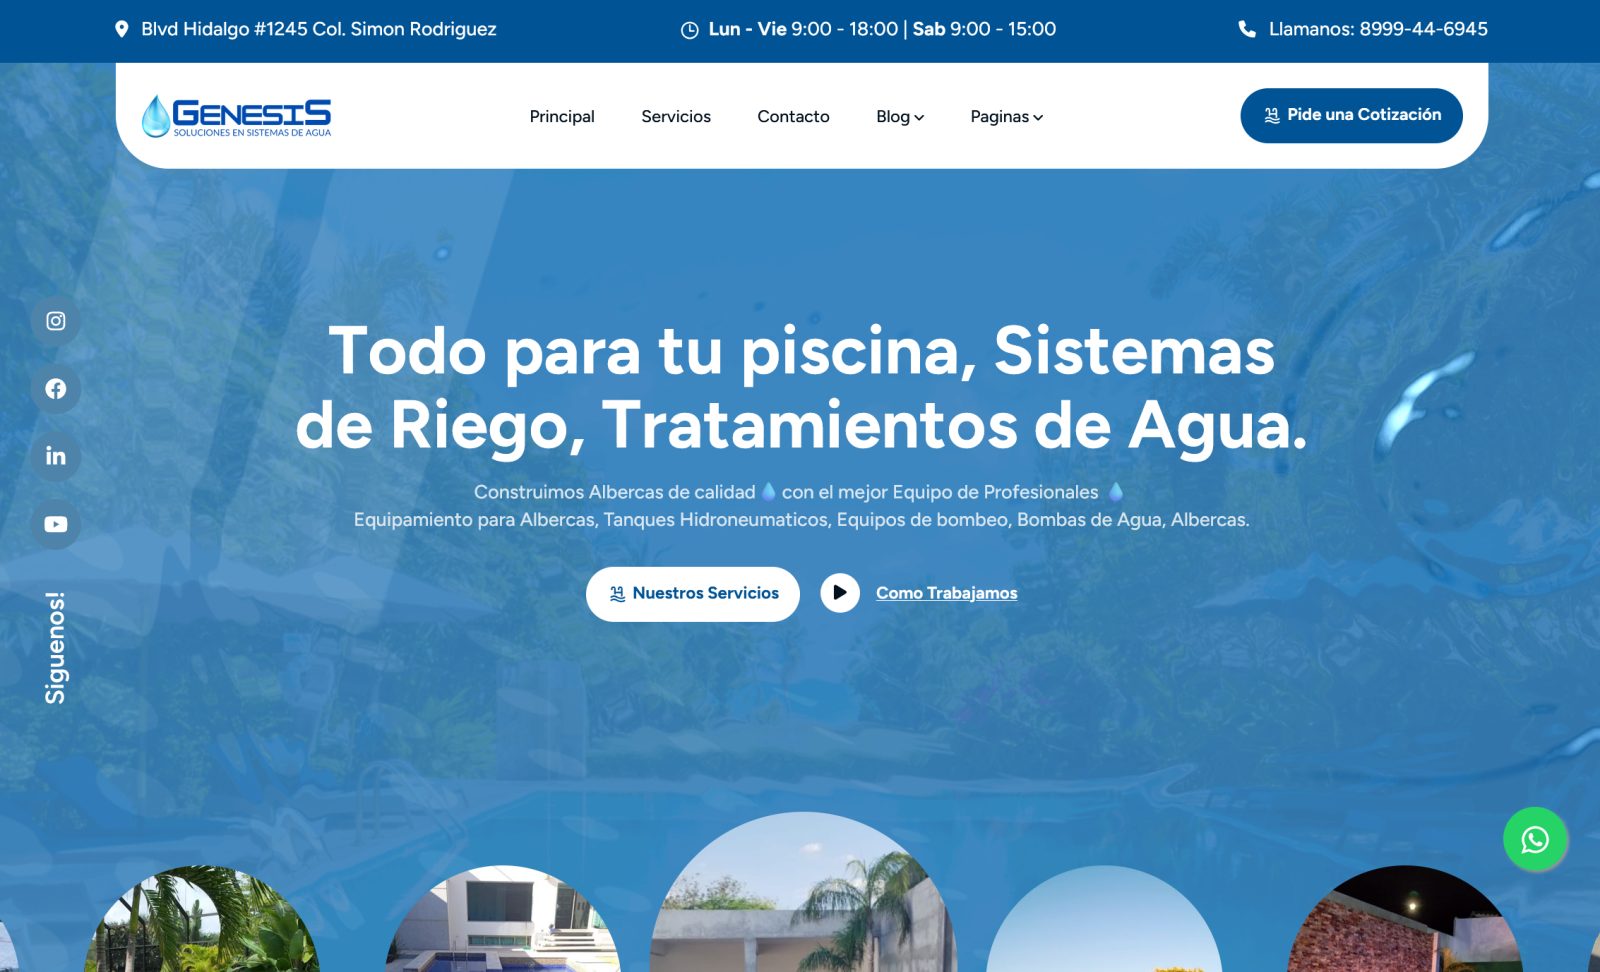 Blvd Hidalgo #1245 Col. Simon Rodriguez
Lun - Vie 9:00 - 18:00 | Sab 9:00 - 15:00
Llamanos: 8999-44-6945
GENESIS
SOLUCIONES EN SISTEMAS DE AGUA
Principal
Servicios
Contacto
Blog
Paginas
Pide una Cotización
Todo para tu piscina, Sistemas
de Riego, Tratamientos de Agua.
Construimos Albercas de calidad 💧 con el mejor Equipo de Profesionales 💧
Equipamiento para Albercas, Tanques Hidroneumaticos, Equipos de bombeo, Bombas de Agua, Albercas.
Nuestros Servicios
Como Trabajamos
Siguenos!